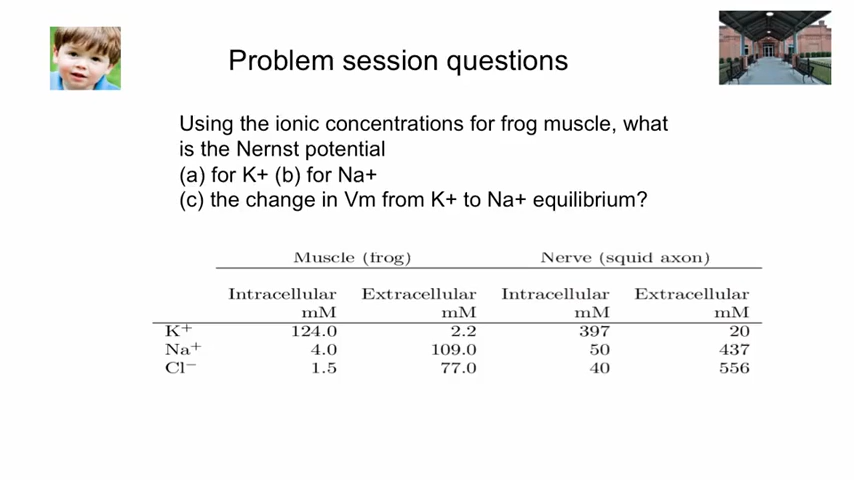 Problem session questions
Using the ionic concentrations for frog muscle, what
is the Nernst potential
(a) for K+ (b) for Na+
(c) the change in Vm from K+ to Na+ equilibrium?
Muscle (frog) Nerve (squid axon)
Intracellular Extracellular Intracellular Extracellular
mM mM mM mM
K⁺ 124.0 2.2 397 20
Na⁺ 4.0 109.0 50 437
Cl⁻ 1.5 77.0 40 556